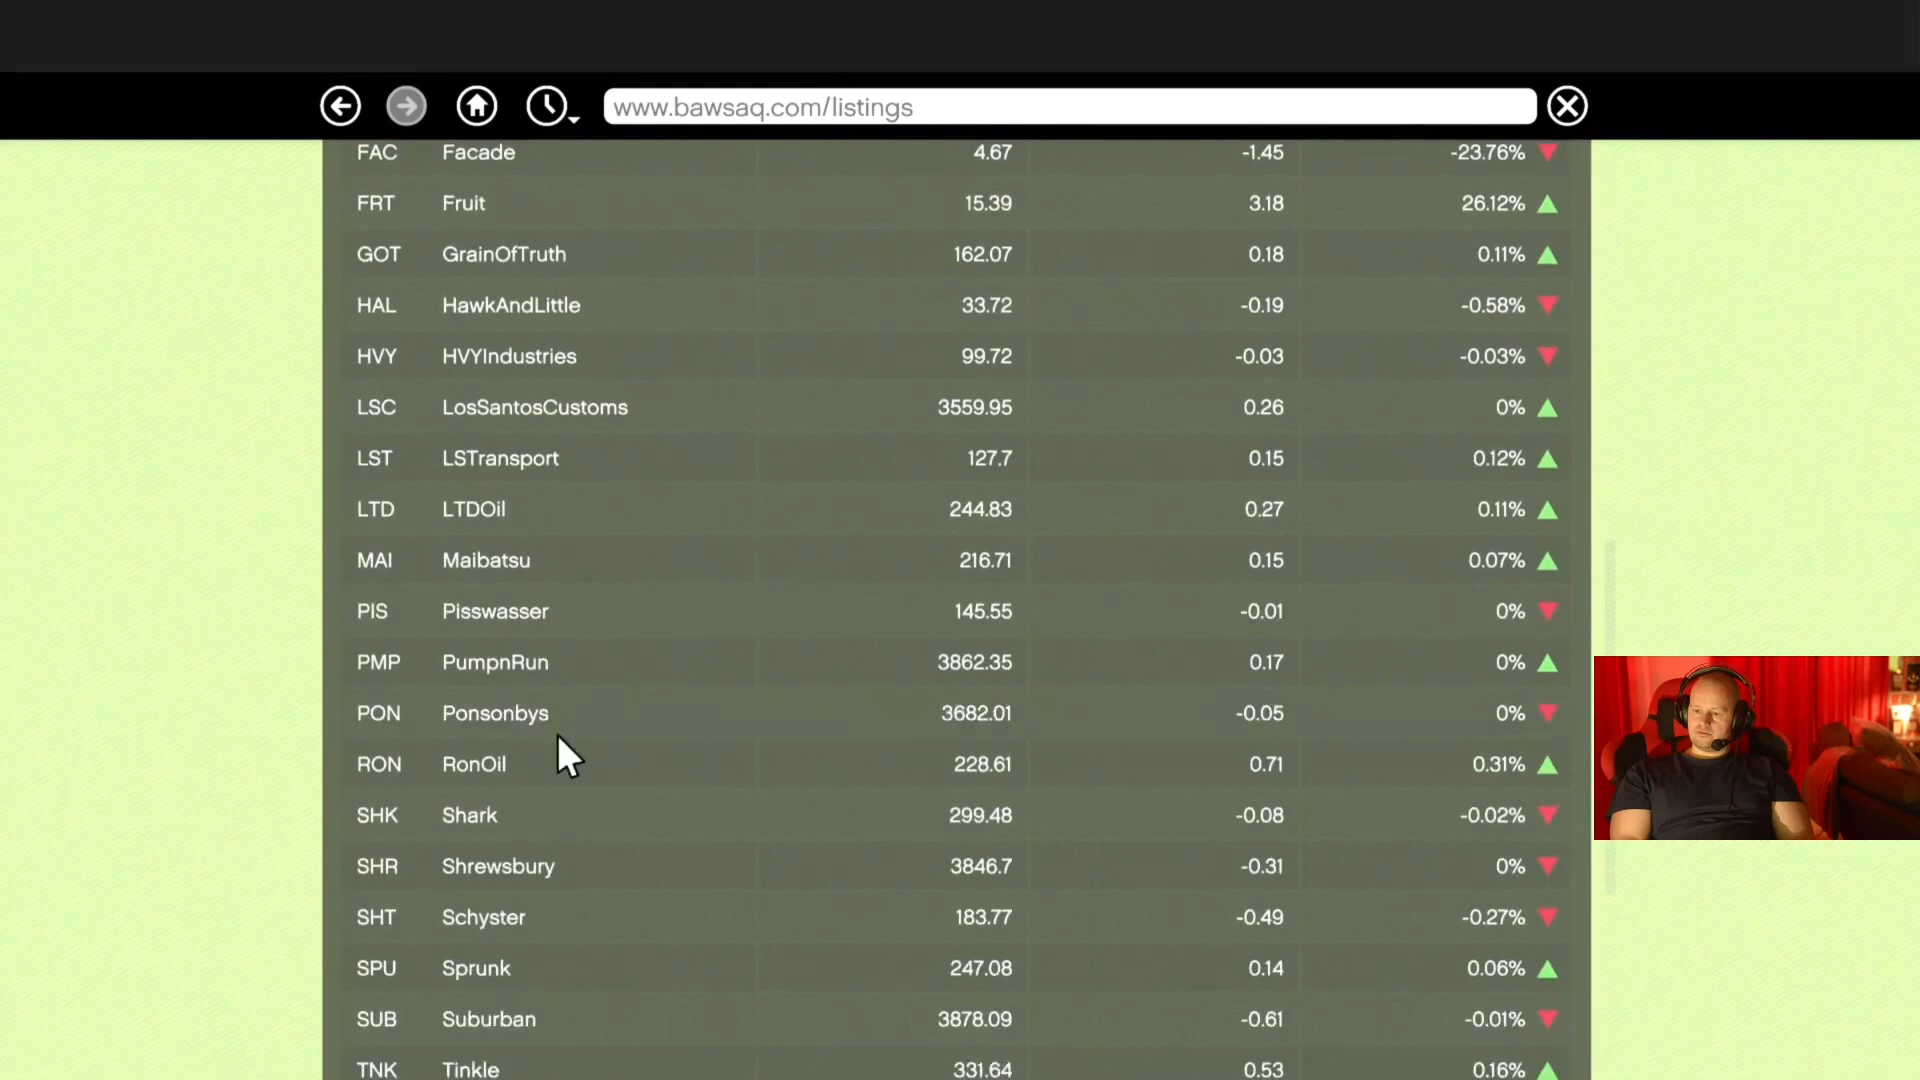 www.bawsaq.com/listings
FAC Facade 4.67 -1.45 -23.76%
FRT Fruit 15.39 3.18 26.12%
GOT GrainOfTruth 162.07 0.18 0.11%
HAL HawkAndLittle 33.72 -0.19 -0.58%
HVY HVYIndustries 99.72 -0.03 -0.03%
LSC LosSantosCustoms 3559.95 0.26 0%
LST LSTransport 127.7 0.15 0.12%
LTD LTDOil 244.83 0.27 0.11%
MAI Maibatsu 216.71 0.15 0.07%
PIS Pisswasser 145.55 -0.01 0%
PMP PumpnRun 3862.35 0.17 0%
PON Ponsonbys 3682.01 -0.05 0%
RON RonOil 228.61 0.71 0.31%
SHK Shark 299.48 -0.08 -0.02%
SHR Shrewsbury 3846.7 -0.31 0%
SHT Schyster 183.77 -0.49 -0.27%
SPU Sprunk 247.08 0.14 0.06%
SUB Suburban 3878.09 -0.61 -0.01%
TNK Tinkle 331.64 0.53 0.16%